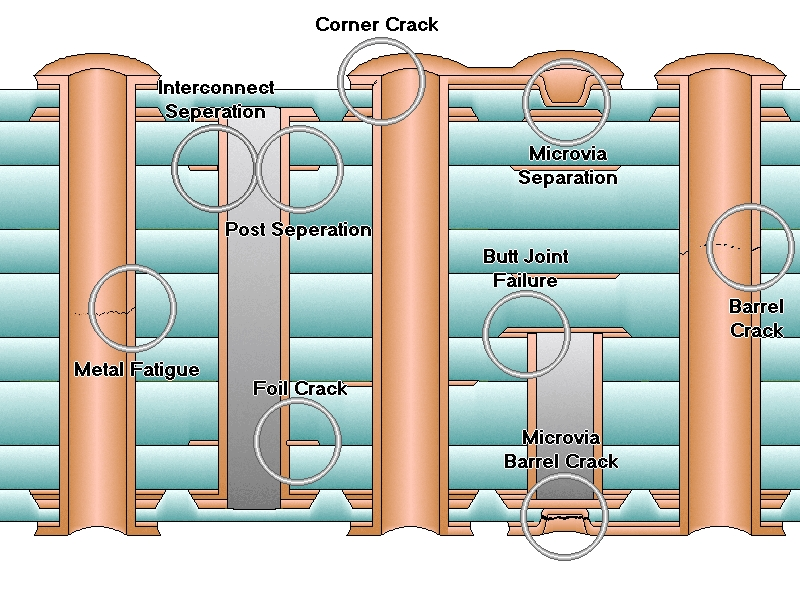 Corner Crack
Interconnect
Seperation
Microvia
Separation
Post Seperation
Butt Joint
Failure
Barrel
Crack
Metal Fatigue
Foil Crack
Microvia
Barrel Crack